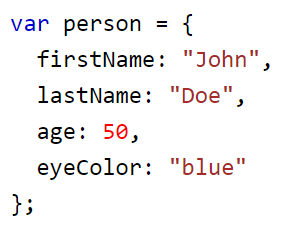 var person = {
  firstName: "John",
  lastName: "Doe",
  age: 50,
  eyeColor: "blue"
};